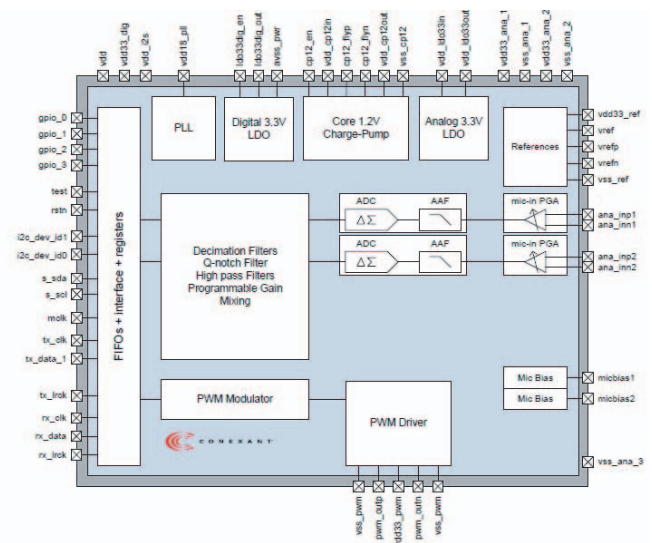 vdd
vdd33_dig
vdd_i2s
vdd18_pll
ldo33dig_en
ldo33dig_out
avss_pwr
cp12_en
vdd_cp12in
cp12_flyp
cp12_flyn
vdd_cp12out
vss_cp12
vdd_ldo33in
vdd_ldo33out
vdd33_ana_1
vss_ana_1
vdd33_ana_2
vss_ana_2
gpio_0
gpio_1
gpio_2
gpio_3
test
rstn
i2c_dev_id1
i2c_dev_id0
s_sda
s_scl
mclk
tx_clk
tx_data_1
tx_lrck
rx_clk
rx_data
rx_lrck
FIFOs + interface + registers
PLL
Digital 3.3V
LDO
Core 1.2V
Charge-Pump
Analog 3.3V
LDO
References
vdd33_ref
vref
vrefp
vrefn
vss_ref
Decimation Filters
Q-notch Filter
High pass Filters
Programmable Gain
Mixing
ADC
ΔΣ
AAF
mic-in PGA
ana_inp1
ana_inn1
ADC
ΔΣ
AAF
mic-in PGA
ana_inp2
ana_inn2
Mic Bias
Mic Bias
micbias1
micbias2
PWM Modulator
PWM Driver
CONEXANT
vss_ana_3
vss_pwm
pwm_outp
vdd33_pwm
pwm_outn
vss_pwm